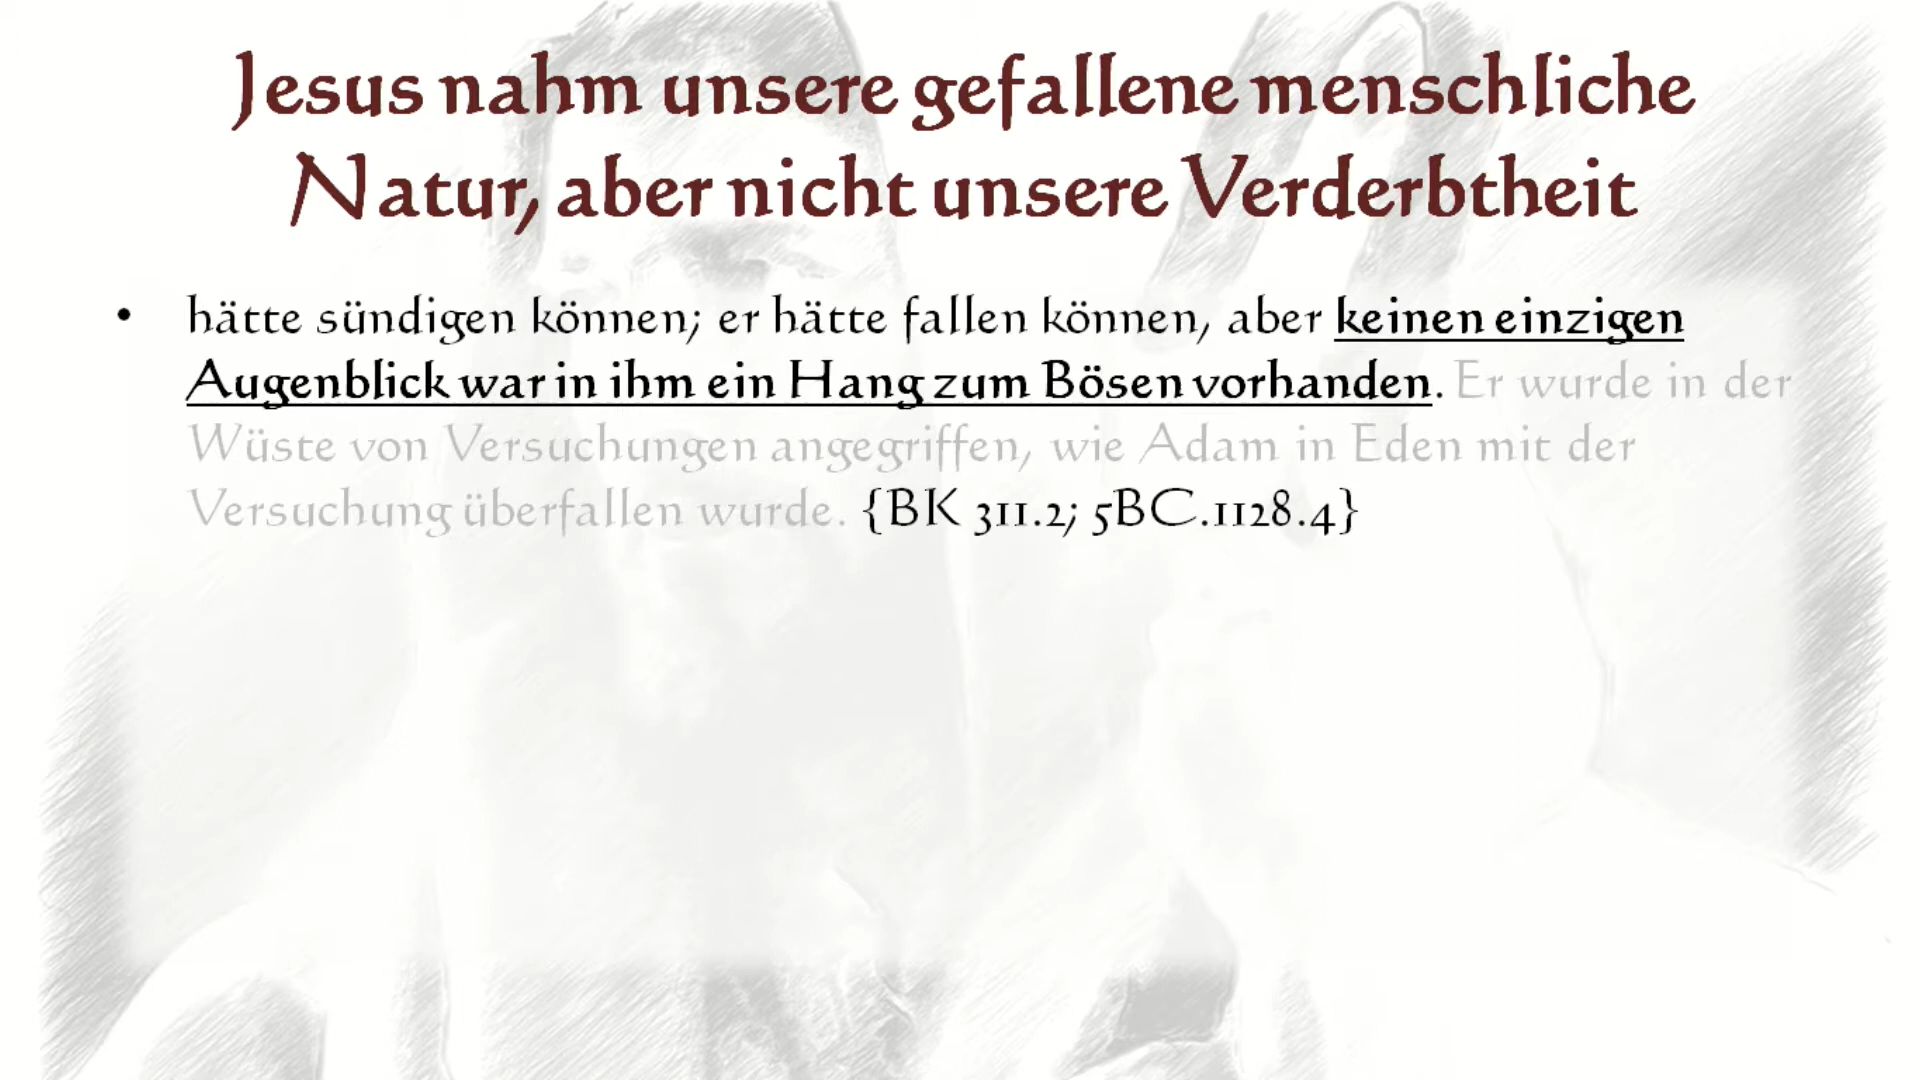 Jesus nahm unsere gefallene menschliche
Natur, aber nicht unsere Verderbtheit
• hätte sündigen können; er hätte fallen können, aber keinen einzigen
Augenblick war in ihm ein Hang zum Bösen vorhanden. Er wurde in der
Wüste von Versuchungen angegriffen, wie Adam in Eden mit der
Versuchung überfallen wurde. {BK 311.2; 5BC.1128.4}